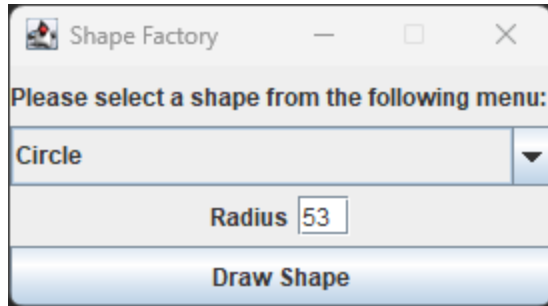 Shape Factory
Please select a shape from the following menu:
Circle
Radius 53
Draw Shape